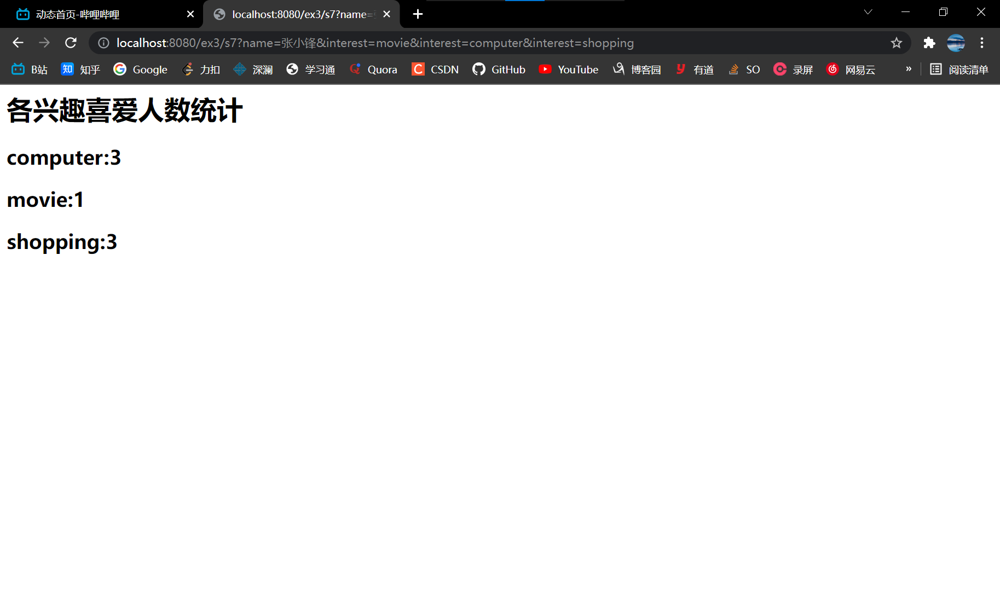 动态首页-哔哩哔哩
localhost:8080/ex3/s7?name=
localhost:8080/ex3/s7?name=张小锋&interest=movie&interest=computer&interest=shopping
B站 知 知乎 Google 力扣 深澜 学习通 Quora CSDN GitHub YouTube 博客园 有道 SO 录屏 网易云 » 阅读清单
各兴趣喜爱人数统计
computer:3
movie:1
shopping:3